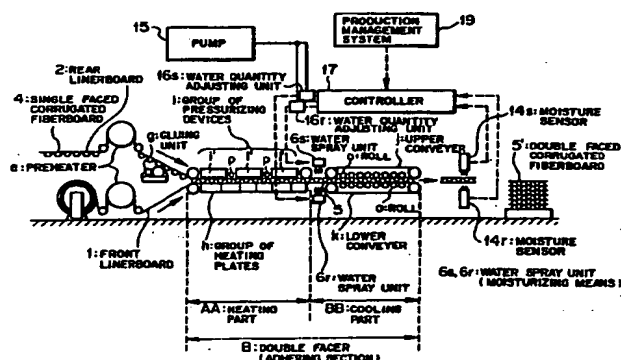 15
PUMP
PRODUCTION
MANAGEMENT
SYSTEM
19
2: REAR
LINERBOARD
4: SINGLE FACED
CORRUGATED
FIBERBOARD
16s: WATER QUANTITY
ADJUSTING UNIT
17
CONTROLLER
16r: WATER QUANTITY
ADJUSTING UNIT
i: GROUP OF
PRESSURIZING
DEVICES
g: GLUING
UNIT
6s: WATER
SPRAY UNIT
j: UPPER
CONVEYER
o: ROLL
14s: MOISTURE
SENSOR
5': DOUBLE FACED
CORRUGATED
FIBERBOARD
a: PREHEATER
P P P
5
o: ROLL
1: FRONT
LINERBOARD
h: GROUP OF
HEATING
PLATES
k: LOWER
CONVEYER
6r: WATER
SPRAY UNIT
14r: MOISTURE
SENSOR
6s, 6r: WATER SPRAY UNIT
(MOISTURIZING MEANS)
AA: HEATING
PART
BB: COOLING
PART
B: DOUBLE FACER
(ADHERING SECTION)